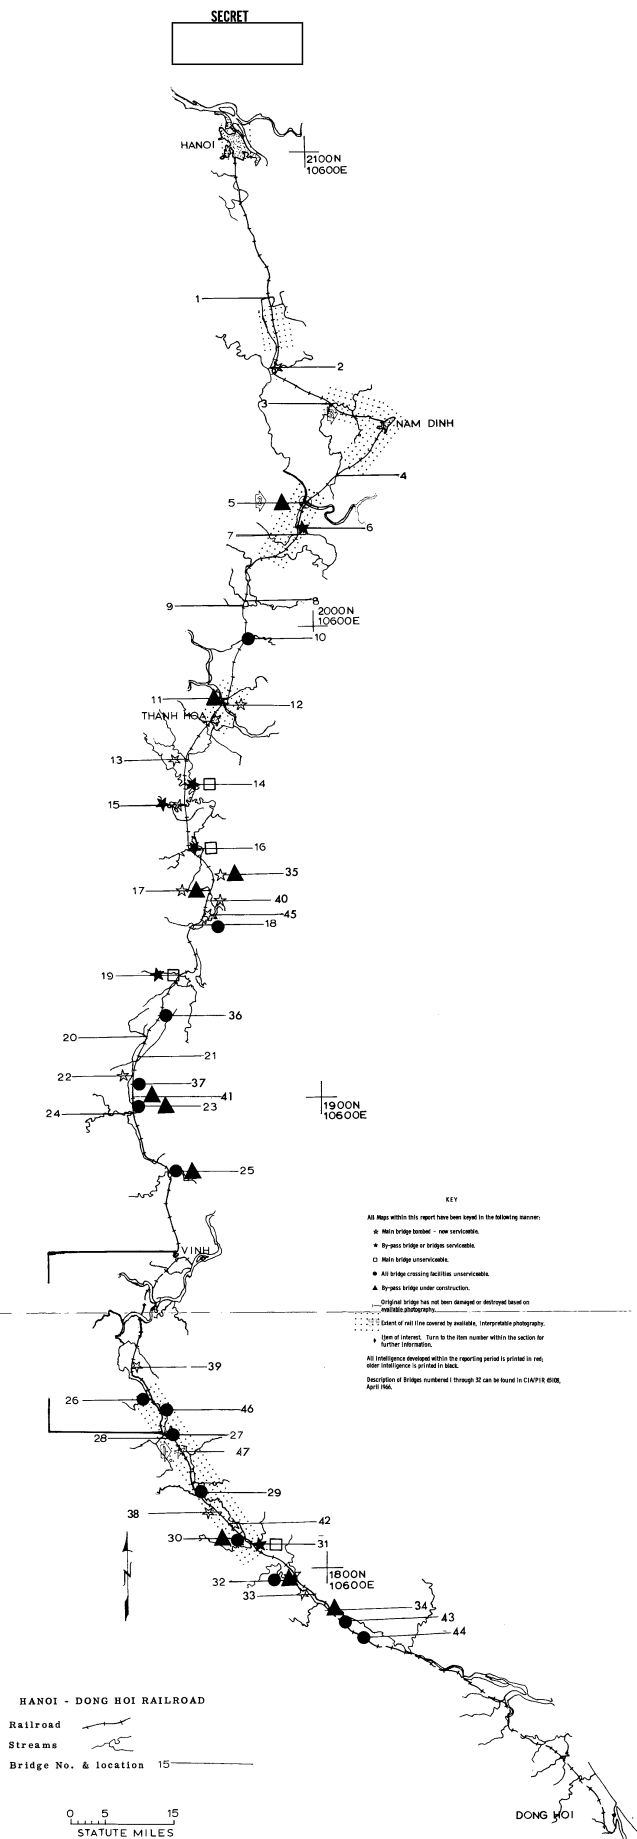 SECRET
HANOI
2100N
10600E
1
2
3
NAM DINH
4
5
6
7
8
9
2000N
10600E
10
11
12
THANH HOA
13
14
15
16
35
17
40
45
18
19
36
20
21
22
37
41
23
24
1900N
10600E
25
KEY
All Maps within this report have been keyed in the following manner:
Main bridge bombed - now serviceable.
By-pass bridge or bridges serviceable.
Main bridge unserviceable.
All bridge crossing facilities unserviceable.
By-pass bridge under construction.
Original bridge has not been damaged or destroyed based on
available photography.
Extent of rail line covered by available, interpretable photography.
Item of interest. Turn to the item number within the section for
further information.
All intelligence developed within the reporting period is printed in red;
older intelligence is printed in black.
Description of Bridges numbered 1 through 32 can be found in CIA/PIR
April 1966.
VINH
39
26
46
27
28
47
29
38
42
30
31
1800N
10600E
32
33
34
43
44
N
HANOI - DONG HOI RAILROAD
Railroad
Streams
Bridge No. & location 15
DONG HOI
0 5 15
STATUTE MILES